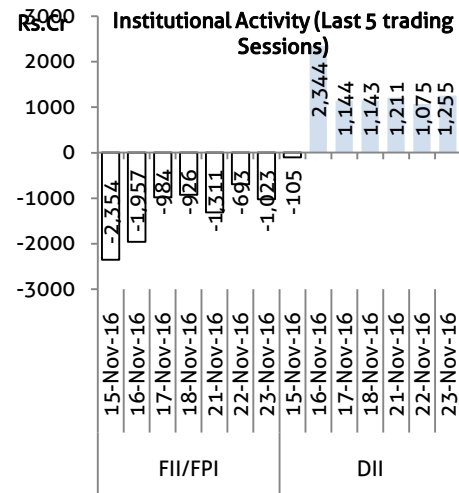 Rs.Cr
Institutional Activity (Last 5 trading
Sessions)
3000
2000
1000
0
-1000
-2000
-3000
-2,354
-1,957
-984
-926
-1,311
-693
-1,023
-105
2,344
1,144
1,143
1,211
1,075
1,255
15-Nov-16
16-Nov-16
17-Nov-16
18-Nov-16
21-Nov-16
22-Nov-16
23-Nov-16
15-Nov-16
16-Nov-16
17-Nov-16
18-Nov-16
21-Nov-16
22-Nov-16
23-Nov-16
FII/FPI
DII